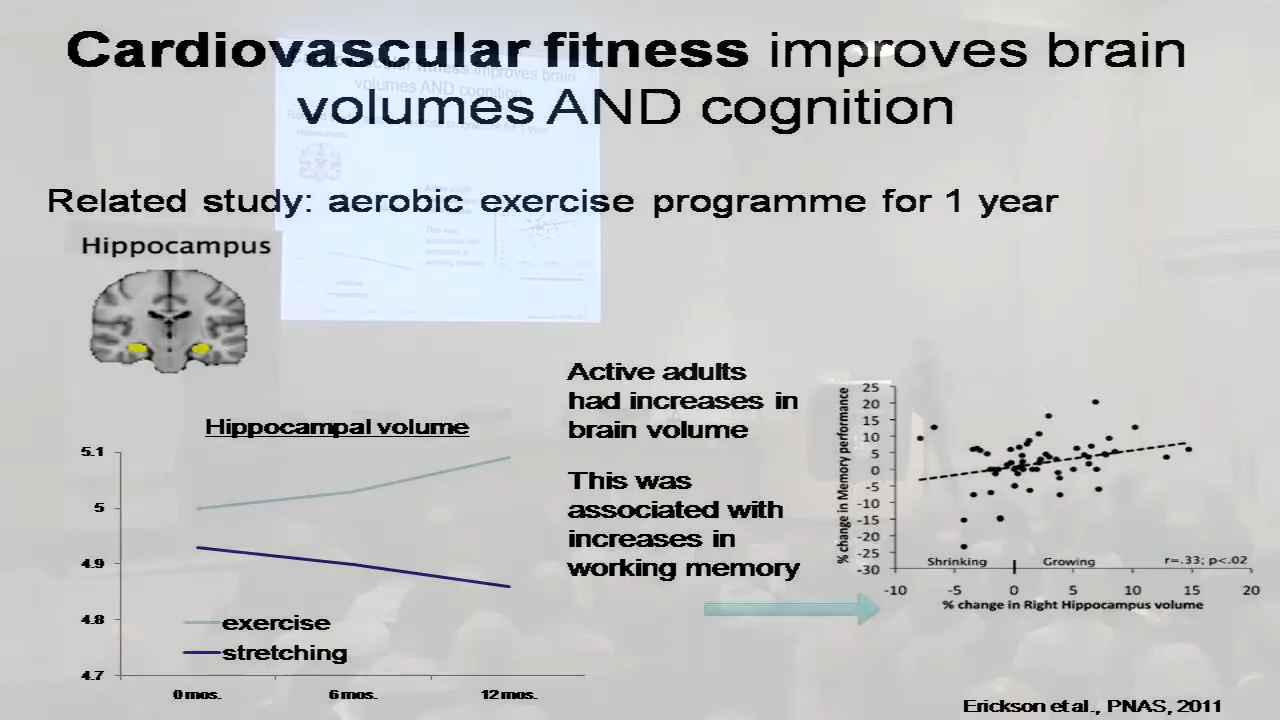 Cardiovascular fitness improves brain
volumes AND cognition
Related study: aerobic exercise programme for 1 year
Hippocampus
Hippocampal volume
5.1
5
4.9
4.8
4.7
0 mos.
6 mos.
12 mos.
exercise
stretching
Active adults
had increases in
brain volume
This was
associated with
increases in
working memory
% change in Memory performance
25
20
15
10
5
0
-5
-10
-15
-20
-25
-30
Shrinking
Growing
r=.33; p<.02
-10
-5
0
5
10
15
20
% change in Right Hippocampus volume
Erickson et al., PNAS, 2011